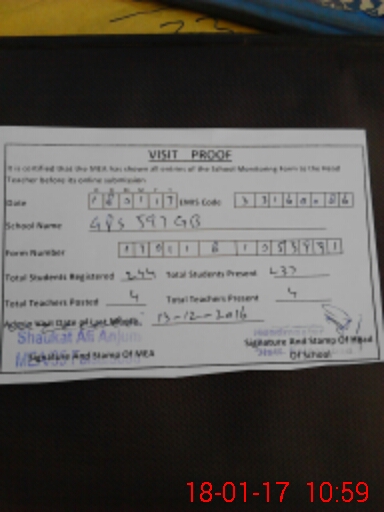 VISIT PROOF
It is certified that the MEA has shown all entries of the School Monitoring Form to the Head
Teacher before its online submission
Date 180117 EMIS Code 33160
School Name GPS 597 GB
Form Number
Total Students Registered 244 Total Students Present 237
Total Teachers Posted 4 Total Teachers Present 4
Visit Date of Last 13-12-2016
Shaukat Ali Anjum
Signature And Stamp Of MEA
Signature And Stamp Of Head
Of School
18-01-17 10:59